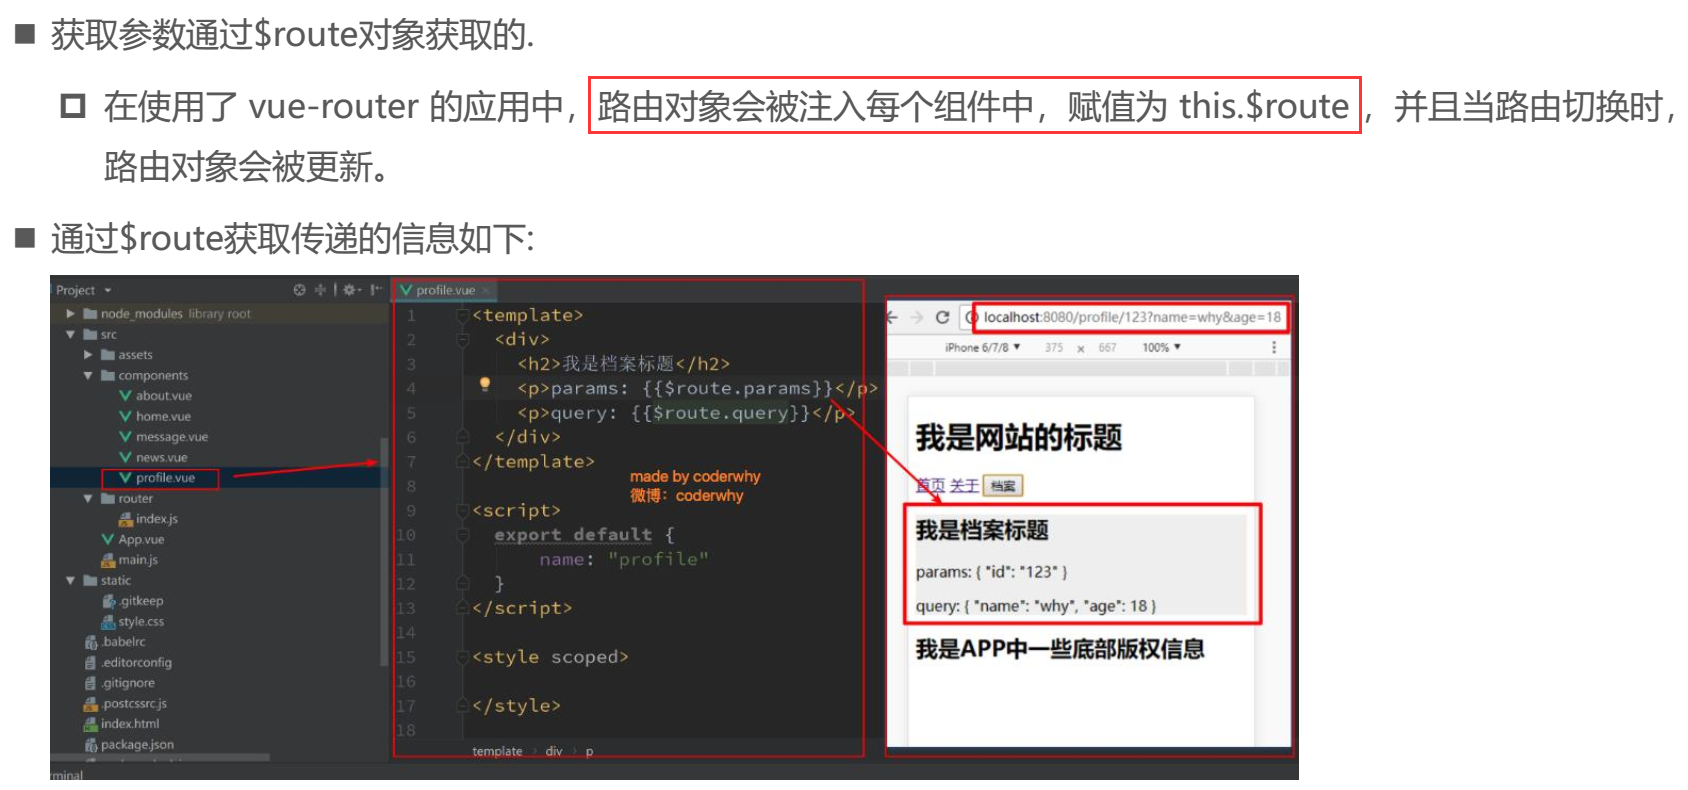 获取参数通过$route对象获取的.
在使用了 vue-router 的应用中，路由对象会被注入每个组件中，赋值为 this.$route ，并且当路由切换时，
路由对象会被更新。
通过$route获取传递的信息如下:
Project
node_modules library root
src
assets
components
about.vue
home.vue
message.vue
news.vue
profile.vue
router
index.js
App.vue
main.js
static
.gitkeep
style.css
.babelrc
.editorconfig
.gitignore
.postcssrc.js
index.html
package.json
profile.vue
1 <template>
2 <div>
3 <h2>我是档案标题</h2>
4 <p>params: {{$route.params}}</p>
5 <p>query: {{$route.query}}</p>
6 </div>
7 </template>
8
9 <script>
10 export default {
11 name: "profile"
12 }
13 </script>
14
15 <style scoped>
16
17 </style>
18
made by coderwhy
微博：coderwhy
template › div › p
localhost:8080/profile/123?name=why&age=18
iPhone 6/7/8 ▼ 375 x 667 100% ▼
我是网站的标题
首页 关于 档案
我是档案标题
params: { "id": "123" }
query: { "name": "why", "age": 18 }
我是APP中一些底部版权信息